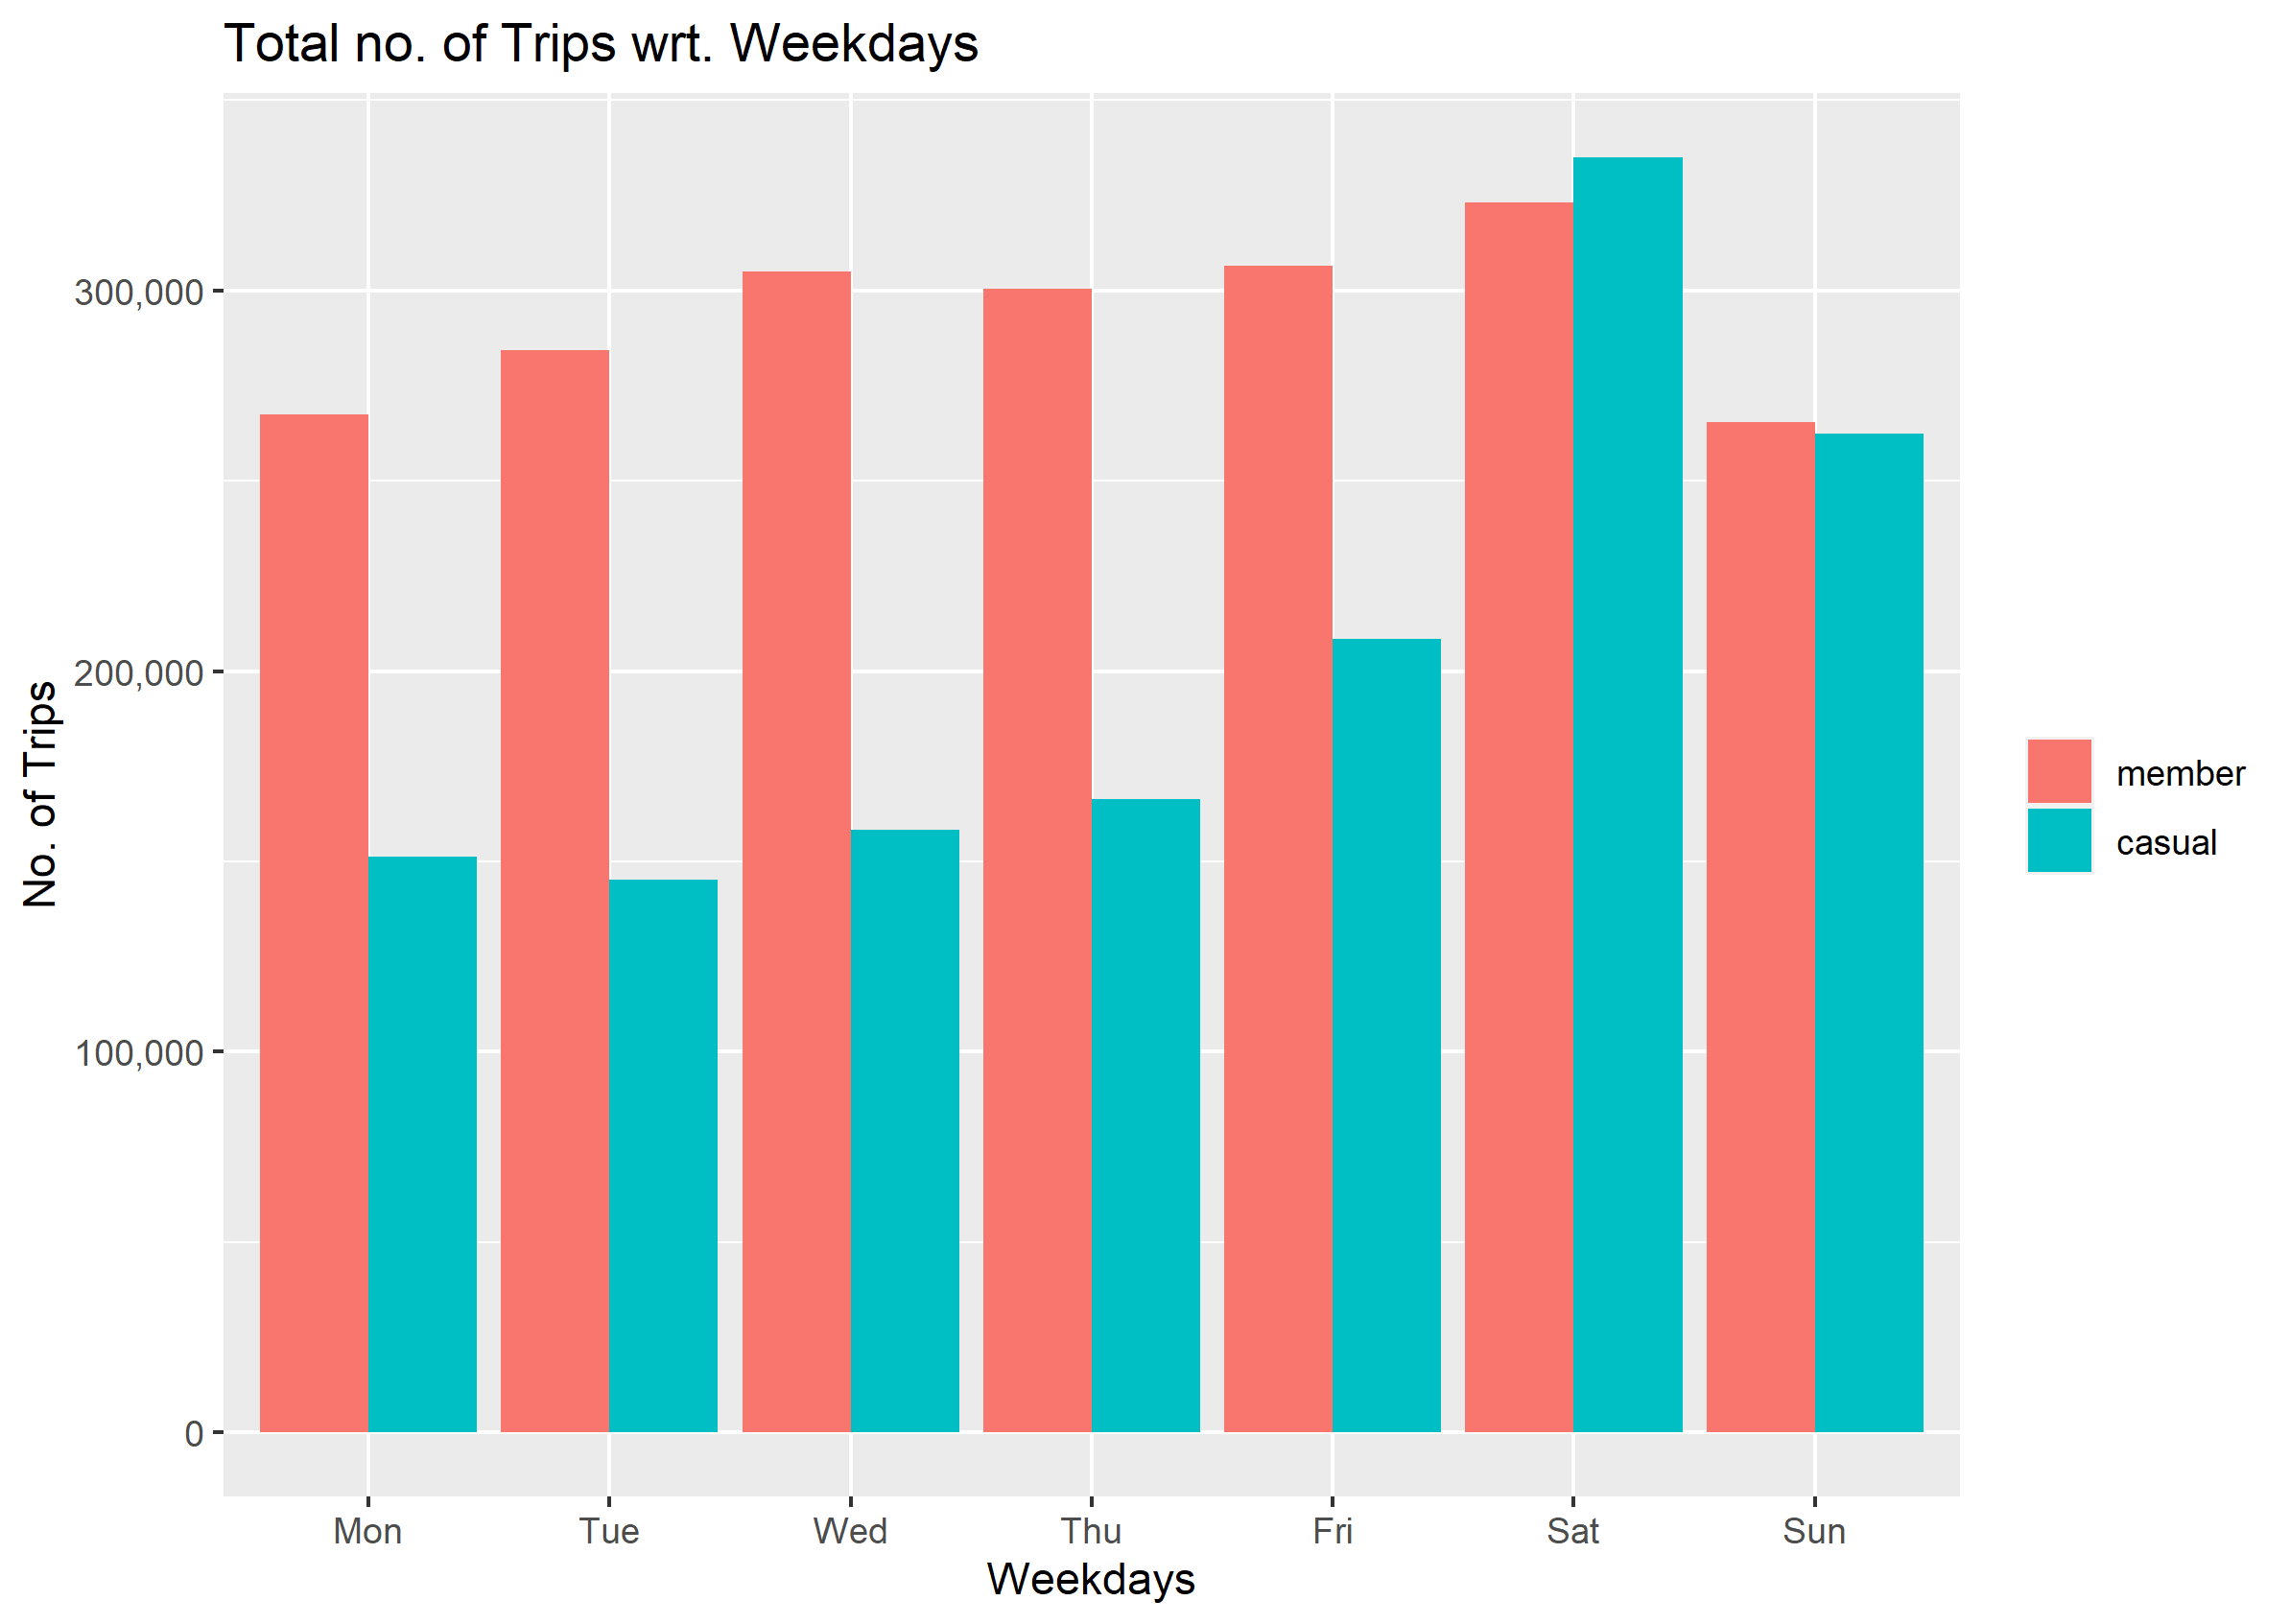 Total no. of Trips wrt. Weekdays
No. of Trips
300,000
200,000
100,000
0
Mon Tue Wed Thu Fri Sat Sun
Weekdays
member
casual